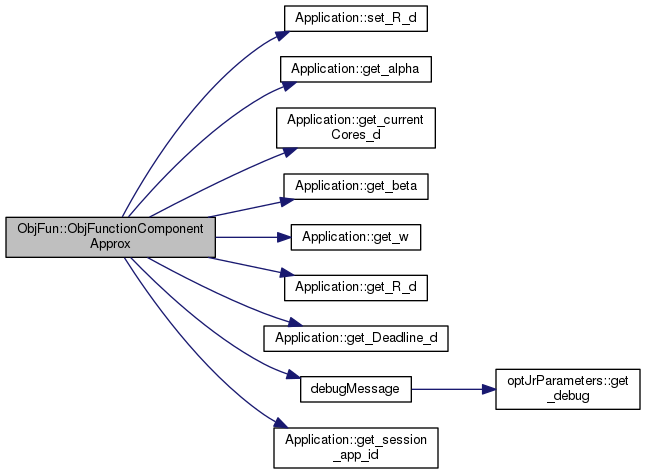 Application::set_R_d
Application::get_alpha
Application::get_current
Cores_d
Application::get_beta
ObjFun::ObjFunctionComponent
Approx
Application::get_w
Application::get_R_d
Application::get_Deadline_d
debugMessage
optJrParameters::get
_debug
Application::get_session
_app_id